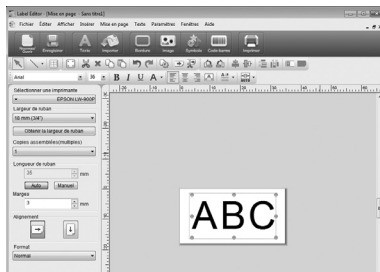 Label Editor - [Mise en page - Sans titre1]
Fichier Editer Afficher Insérer Mise en page Texte Paramètres Fenêtres Aide
Enregistrer Texte Importer Bordure Image Symbole Code-barres Imprimer
Arial 36 B I U A
Sélectionner une imprimante
EPSON LW-900P
Largeur de ruban
18 mm (3/4")
Obtenir la largeur de ruban
Copies assemblées(multiples)
1
Longueur de ruban
mm
Auto Manuel
Marges
3 mm
Alignement
Format
Normal
ABC